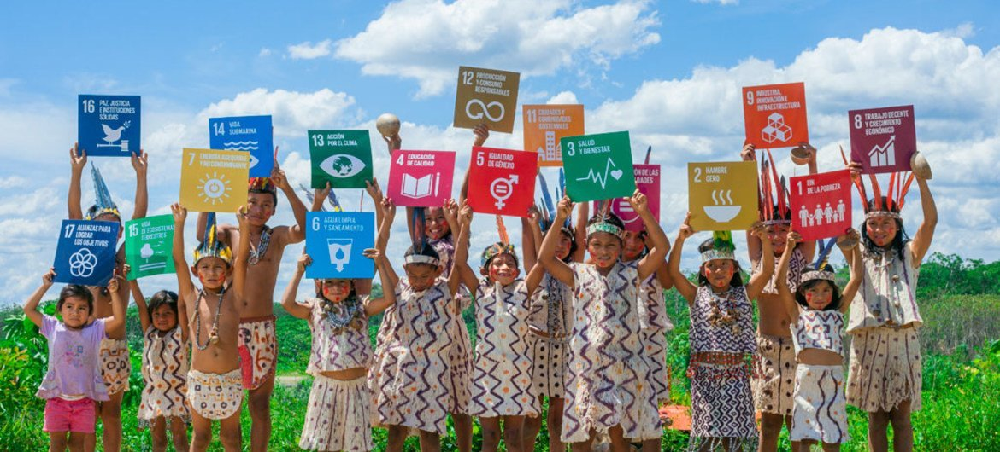 16 PAZ, JUSTICIA
E INSTITUCIONES
SÓLIDAS
14 VIDA
SUBMARINA
13 ACCIÓN
POR EL CLIMA
12 PRODUCCIÓN
Y CONSUMO
RESPONSABLES
11 CIUDADES Y
COMUNIDADES
SOSTENIBLES
9 INDUSTRIA,
INNOVACIÓN E
INFRAESTRUCTURA
8 TRABAJO DECENTE
Y CRECIMIENTO
ECONÓMICO
7 ENERGÍA ASEQUIBLE
Y NO CONTAMINANTE
4 EDUCACIÓN
DE CALIDAD
5 IGUALDAD
DE GÉNERO
3 SALUD
Y BIENESTAR
DE LAS
2 HAMBRE
CERO
1 FIN
DE LA POBREZA
17 ALIANZAS PARA
LOGRAR
LOS OBJETIVOS
15 VIDA
DE ECOSISTEMAS
TERRESTRES
6 AGUA LIMPIA
Y SANEAMIENTO